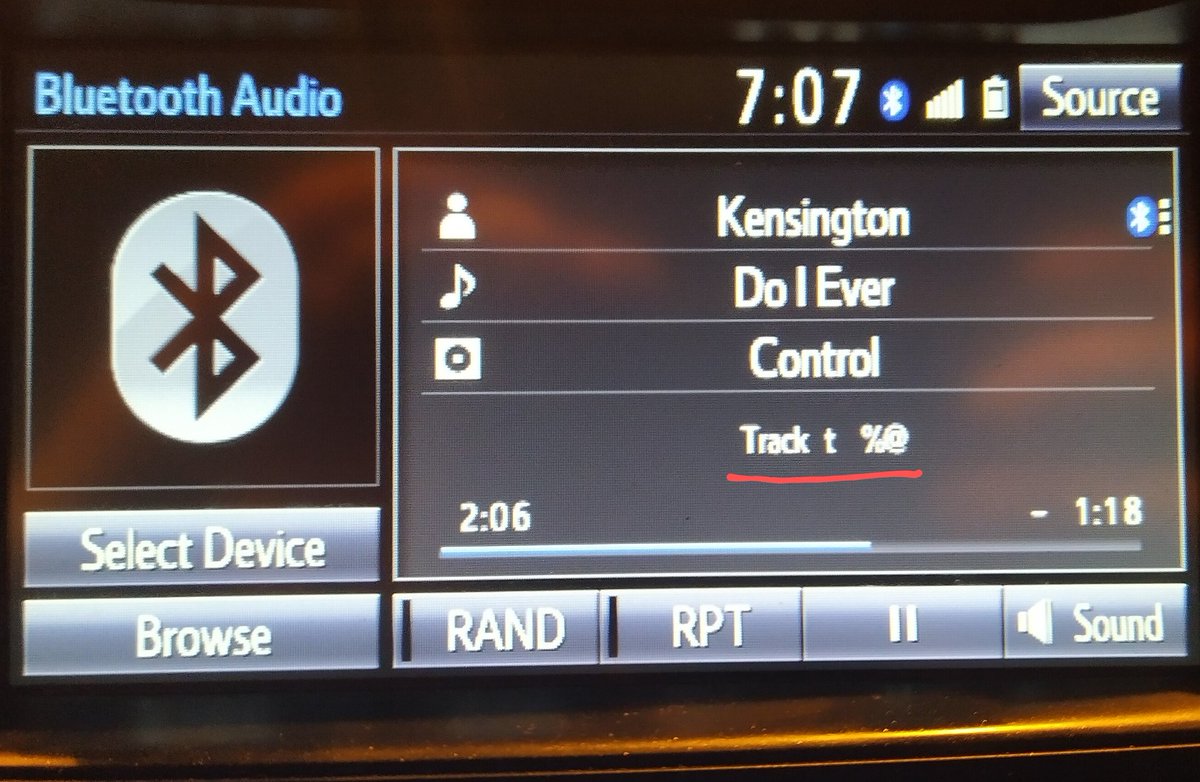 Bluetooth Audio 7:07 Source
Kensington
Do I Ever
Control
Track t %@
2:06 - 1:18
Select Device
Browse
RAND RPT Sound